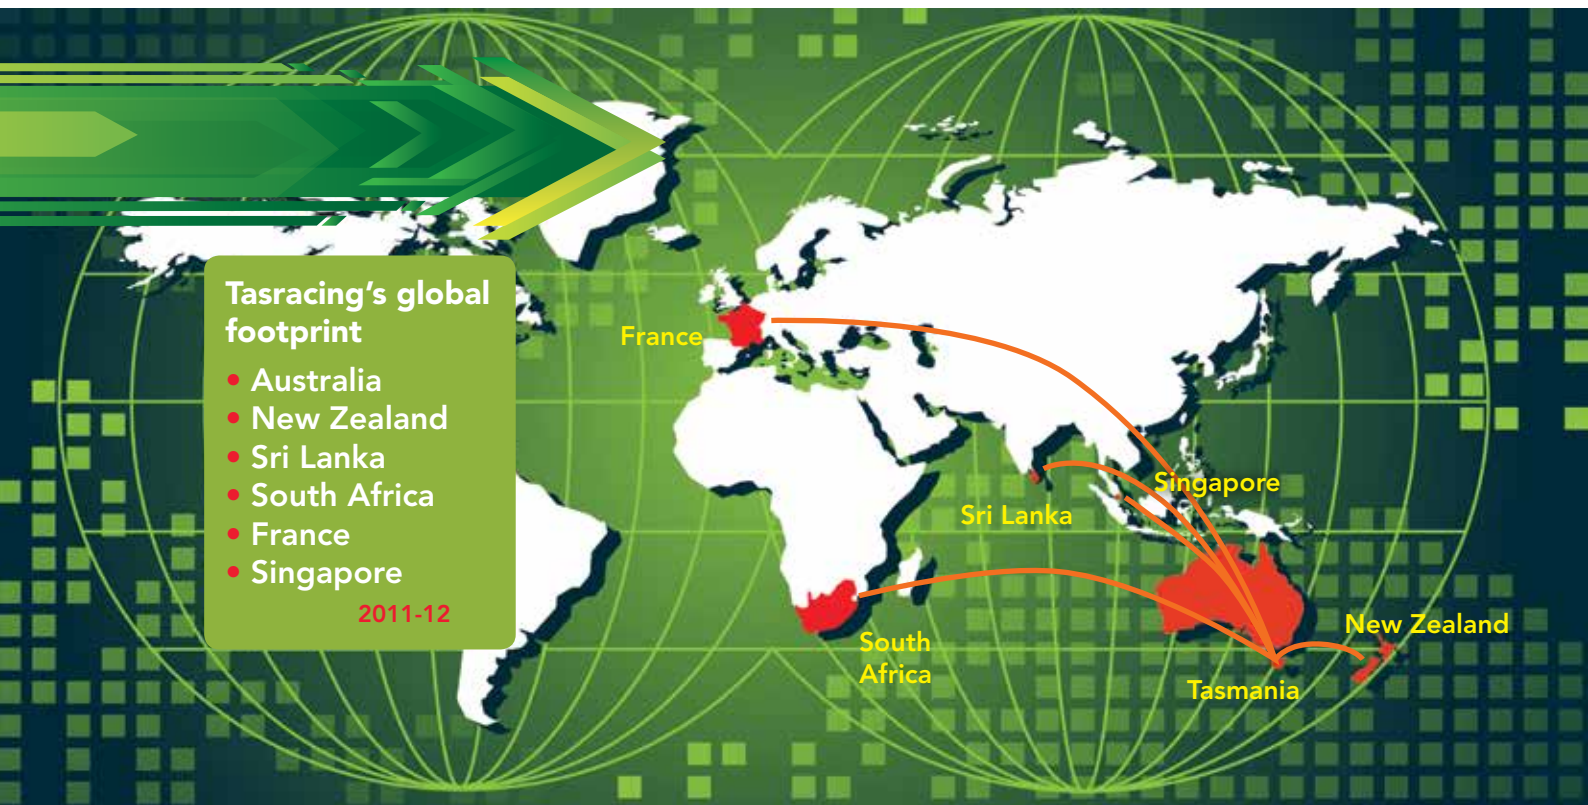 Tasracing’s global
footprint
• Australia
• New Zealand
• Sri Lanka
• South Africa
• France
• Singapore
2011-12
France
Singapore
Sri Lanka
South
Africa
New Zealand
Tasmania